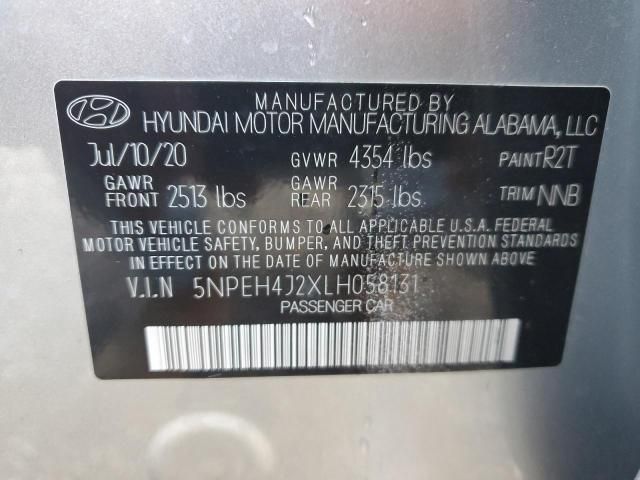 MANUFACTURED BY
HYUNDAI MOTOR MANUFACTURING ALABAMA, LLC
Jul/10/20 GVWR 4354 lbs PAINT R2T
GAWR FRONT 2513 lbs GAWR REAR 2315 lbs TRIM NNB
THIS VEHICLE CONFORMS TO ALL APPLICABLE U.S.A. FEDERAL
MOTOR VEHICLE SAFETY, BUMPER, AND THEFT PREVENTION STANDARDS
IN EFFECT ON THE DATE OF MANUFACTURE SHOWN ABOVE.
V.I.N 5NPEH4J2XLH058131
PASSENGER CAR